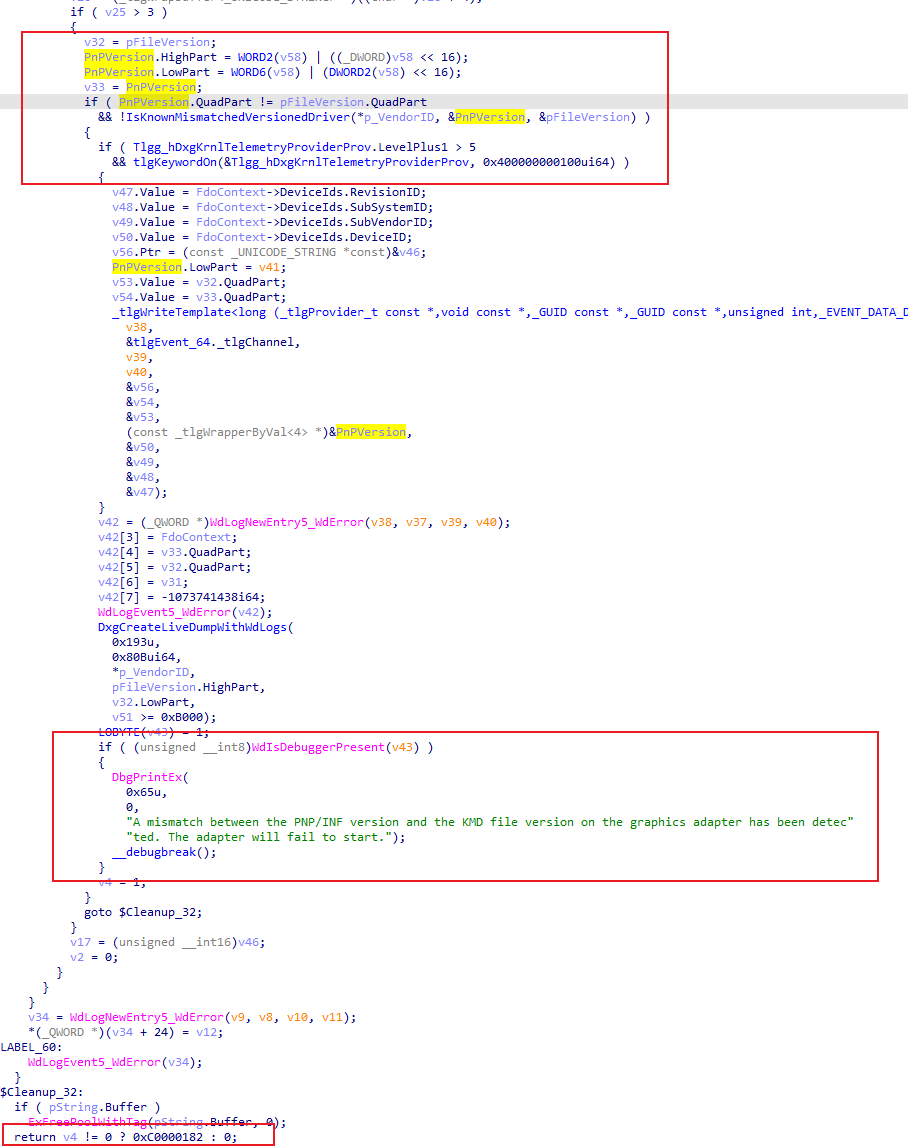 if ( v25 > 3 )
{
v32 = pFileVersion;
PnPVersion.HighPart = WORD2(v58) | ((_DWORD)v58 << 16);
PnPVersion.LowPart = WORD6(v58) | (DWORD2(v58) << 16);
v33 = PnPVersion;
if ( PnPVersion.QuadPart != pFileVersion.QuadPart
&& !IsKnownMismatchedVersionedDriver(*p_VendorID, &PnPVersion, &pFileVersion) )
{
if ( Tlgg_hDxgKrnlTelemetryProviderProv.LevelPlus1 > 5
&& tlgKeywordOn(&Tlgg_hDxgKrnlTelemetryProviderProv, 0x400000000100ui64) )
{
v47.Value = FdoContext->DeviceIds.RevisionID;
v48.Value = FdoContext->DeviceIds.SubSystemID;
v49.Value = FdoContext->DeviceIds.SubVendorID;
v50.Value = FdoContext->DeviceIds.DeviceID;
v56.Ptr = (const _UNICODE_STRING *const)&v46;
PnPVersion.LowPart = v41;
v53.Value = v32.QuadPart;
v54.Value = v33.QuadPart;
_tlgWriteTemplate<long (_tlgProvider_t const *,void const *,_GUID const *,_GUID const *,unsigned int,_EVENT_DATA_D
v38,
&tlgEvent_64._tlgChannel,
v39,
v40,
&v56,
&v54,
&v53,
(const _tlgWrapperByVal<4> *)&PnPVersion,
&v50,
&v49,
&v48,
&v47);
}
v42 = (_QWORD *)WdLogNewEntry5_WdError(v38, v37, v39, v40);
v42[3] = FdoContext;
v42[4] = v33.QuadPart;
v42[5] = v32.QuadPart;
v42[6] = v31;
v42[7] = -1073741438i64;
WdLogEvent5_WdError(v42);
DxgCreateLiveDumpWithWdLogs(
0x193u,
0x80Bui64,
*p_VendorID,
pFileVersion.HighPart,
v32.LowPart,
v51 >= 0xB000);
LOBYTE(v43) = 1;
if ( (unsigned __int8)WdIsDebuggerPresent(v43) )
{
DbgPrintEx(
0x65u,
0,
"A mismatch between the PNP/INF version and the KMD file version on the graphics adapter has been detec"
"ted. The adapter will fail to start.");
__debugbreak();
}
v4 = 1;
}
goto $Cleanup_32;
}
v17 = (unsigned __int16)v46;
v2 = 0;
}
}
}
v34 = WdLogNewEntry5_WdError(v9, v8, v10, v11);
*(_QWORD *)(v34 + 24) = v12;
LABEL_60:
WdLogEvent5_WdError(v34);
}
$Cleanup_32:
if ( pString.Buffer )
ExFreePoolWithTag(pString.Buffer, 0);
return v4 != 0 ? 0xC0000182 : 0;